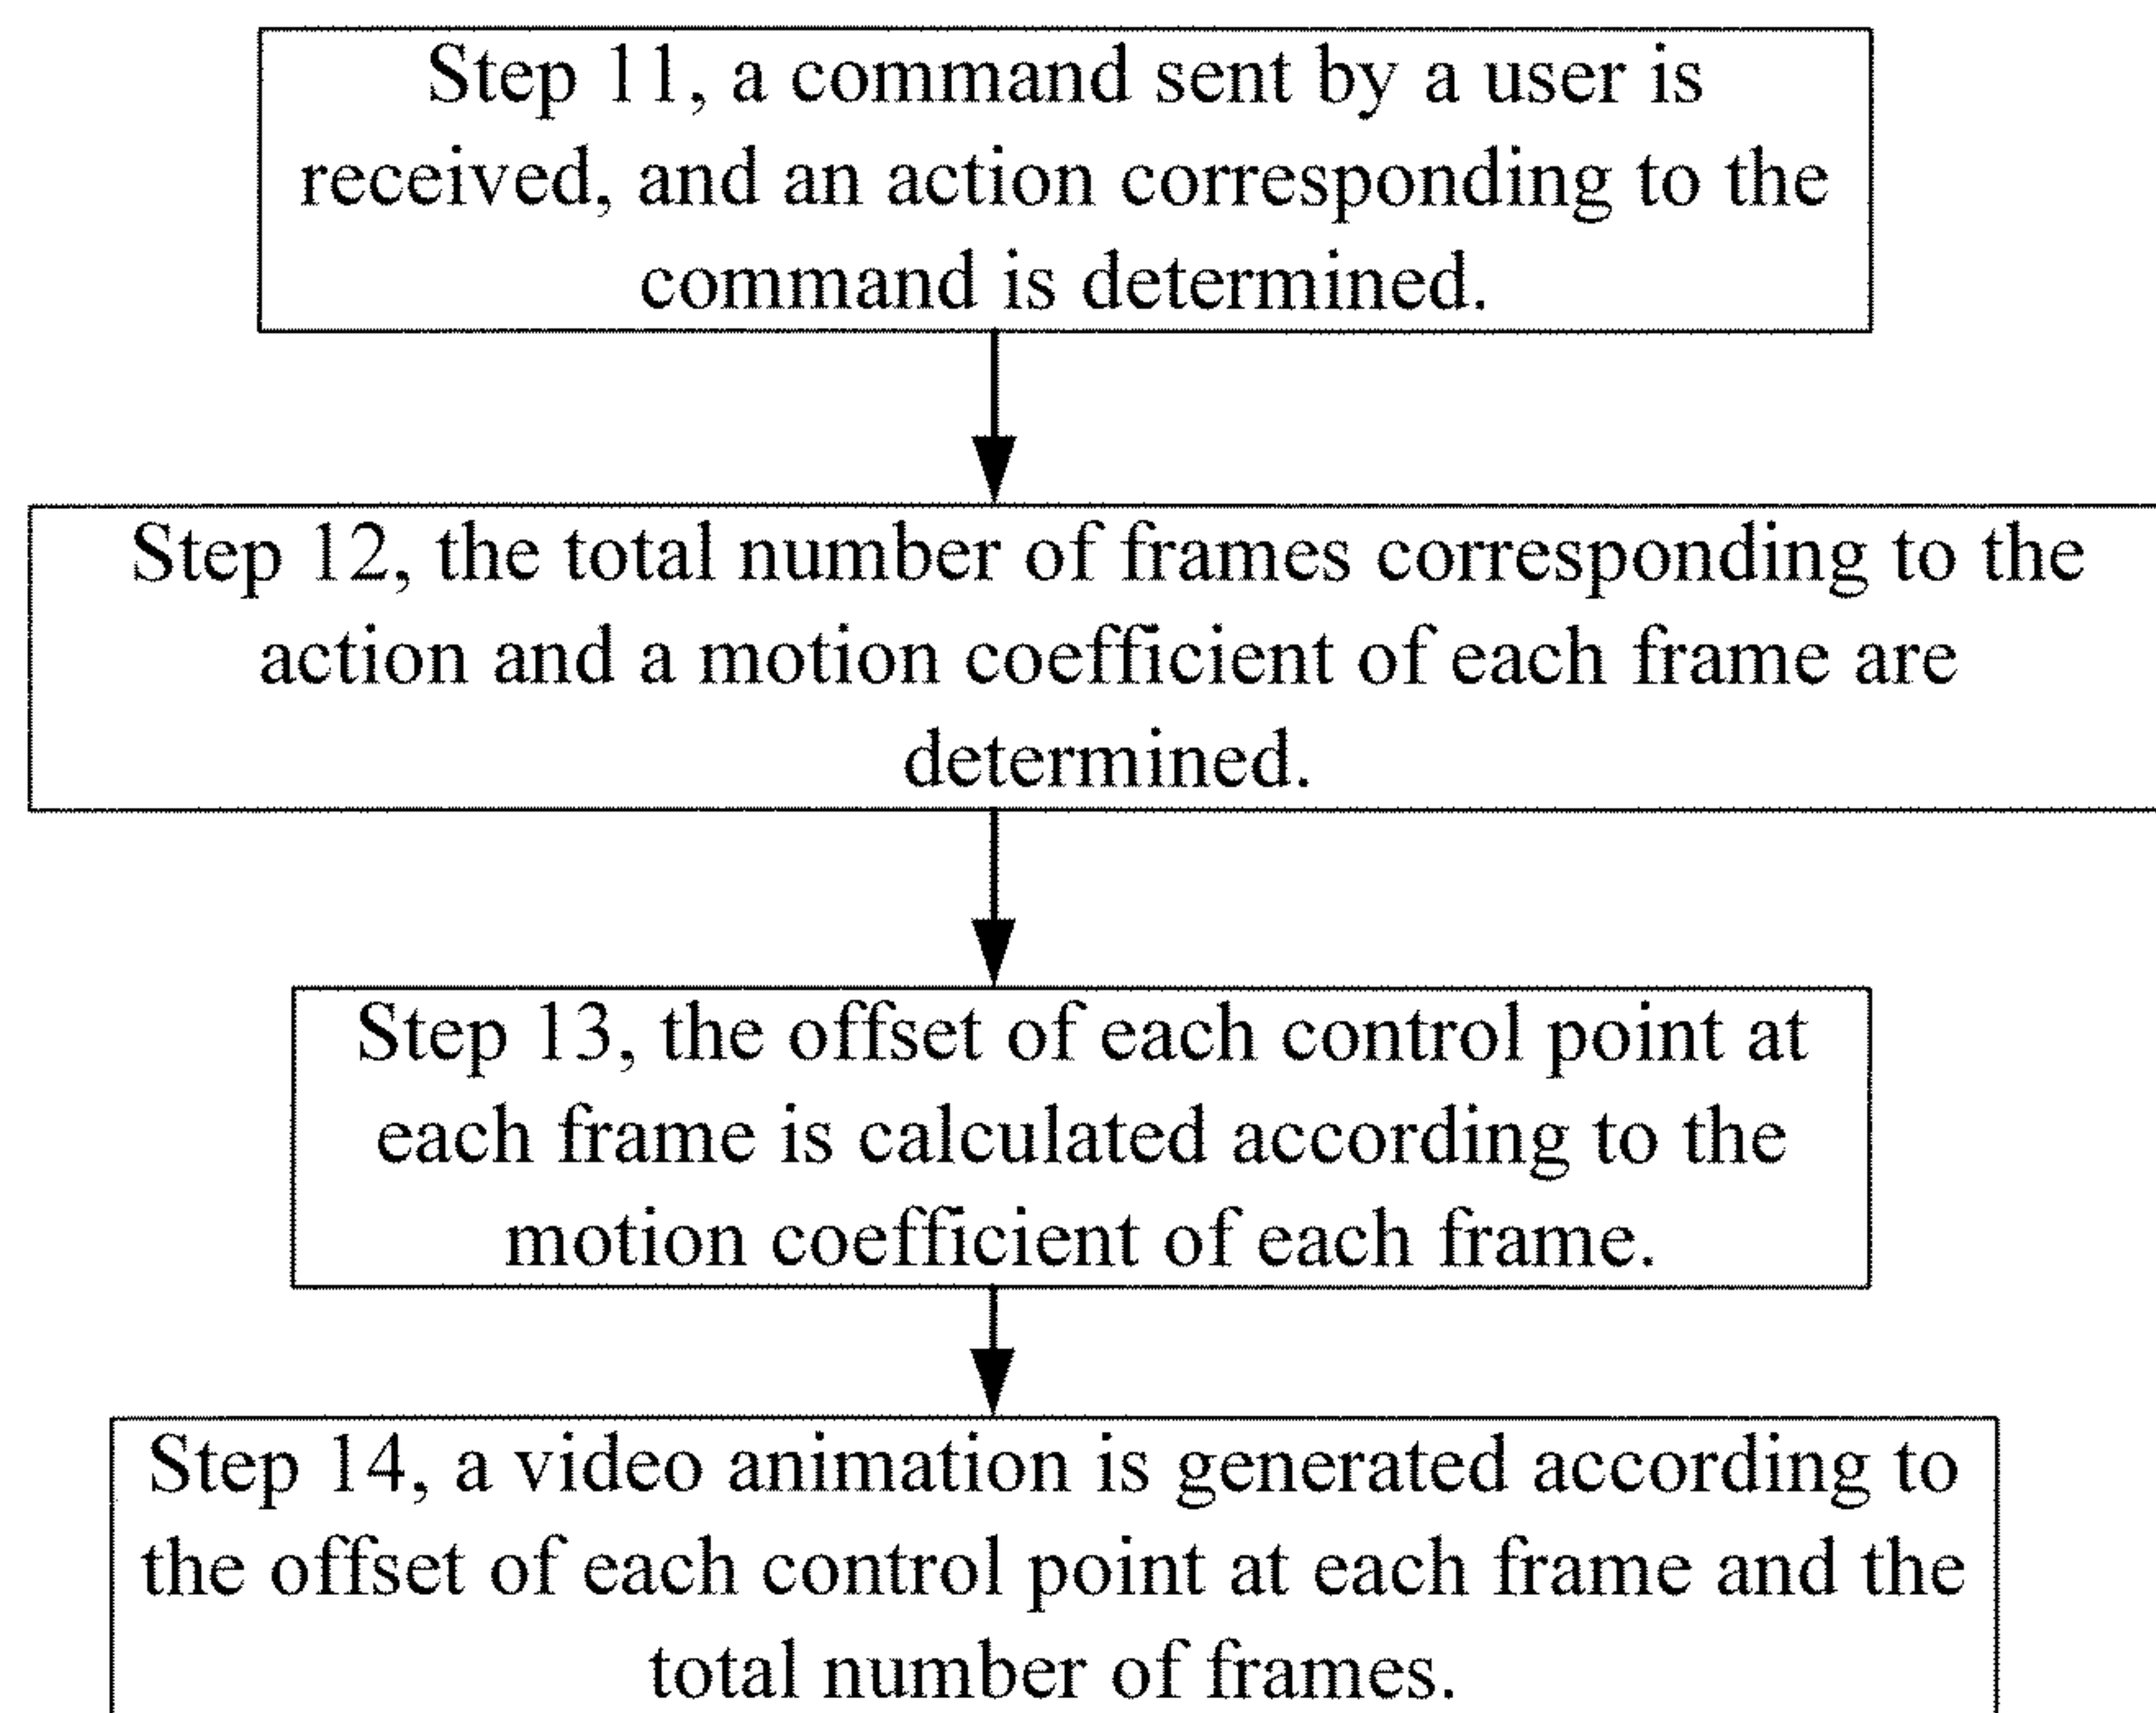 Step 11, a command sent by a user is
received, and an action corresponding to the
command is determined.
Step 12, the total number of frames corresponding to the
action and a motion coefficient of each frame are
determined.
Step 13, the offset of each control point at
each frame is calculated according to the
motion coefficient of each frame.
Step 14, a video animation is generated according to
the offset of each control point at each frame and the
total number of frames.